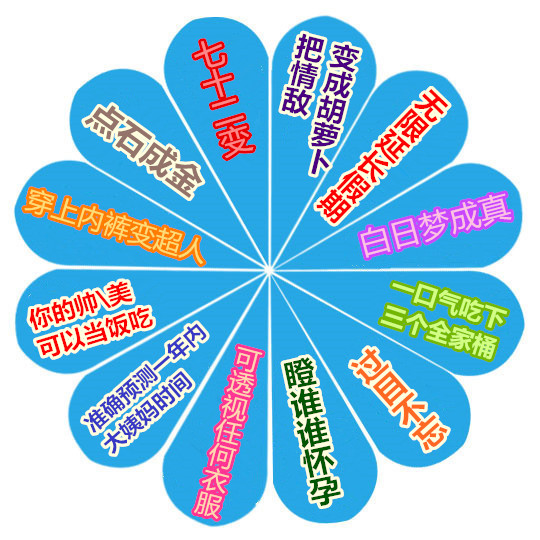 七十二变
把情敌
变成胡萝卜
无限延长假期
白日梦成真
一口气吃下
三个全家桶
过目不忘
瞪谁谁怀孕
可透视任何衣服
准确预测一年内
大姨妈时间
你的帅\美
可以当饭吃
穿上内裤变超人
点石成金